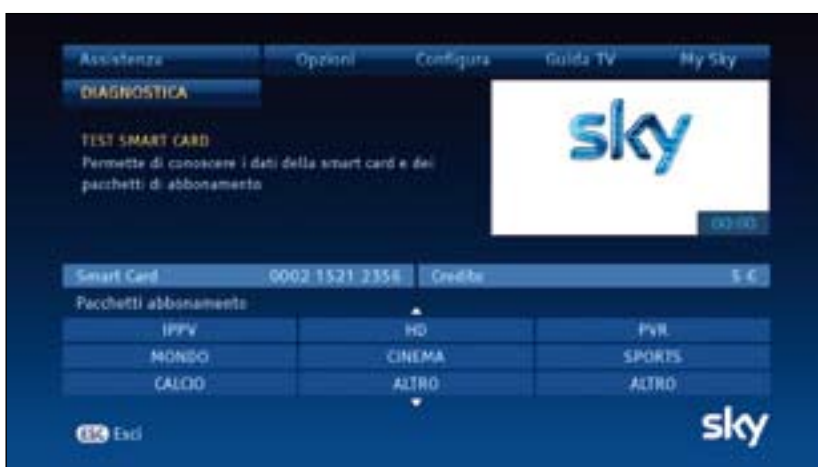 Assistenza Opzioni Configura Guida TV My Sky
DIAGNOSTICA
sky
TEST SMART CARD
Permette di conoscere i dati della smart card e dei
pacchetti di abbonamento
00:00
Smart Card 0002 1521 2356 Credito 5 €
Pacchetti abbonamento
IPPV HD PVR
MONDO CINEMA SPORTS
CALCIO ALTRO ALTRO
ESC Esci
sky